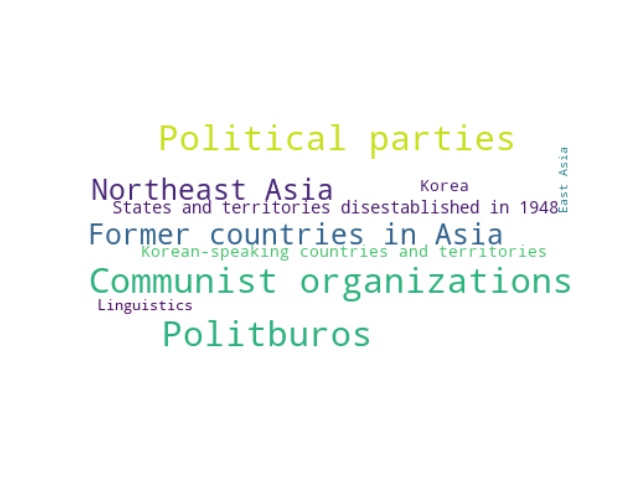 Political parties
East Asia
Northeast Asia
Korea
States and territories disestablished in 1948
Former countries in Asia
Korean-speaking countries and territories
Communist organizations
Linguistics
Politburos